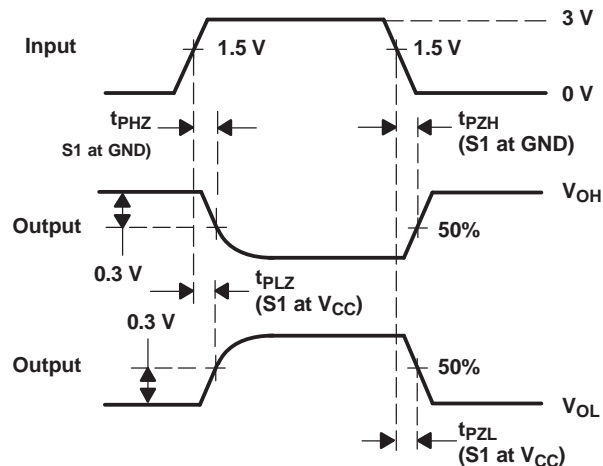 3 V
Input
1.5 V
1.5 V
0 V
tPHZ
S1 at GND)
tPZH
(S1 at GND)
VOH
Output
50%
0.3 V
tPLZ
(S1 at VCC)
0.3 V
Output
50%
VOL
tPZL
(S1 at VCC)